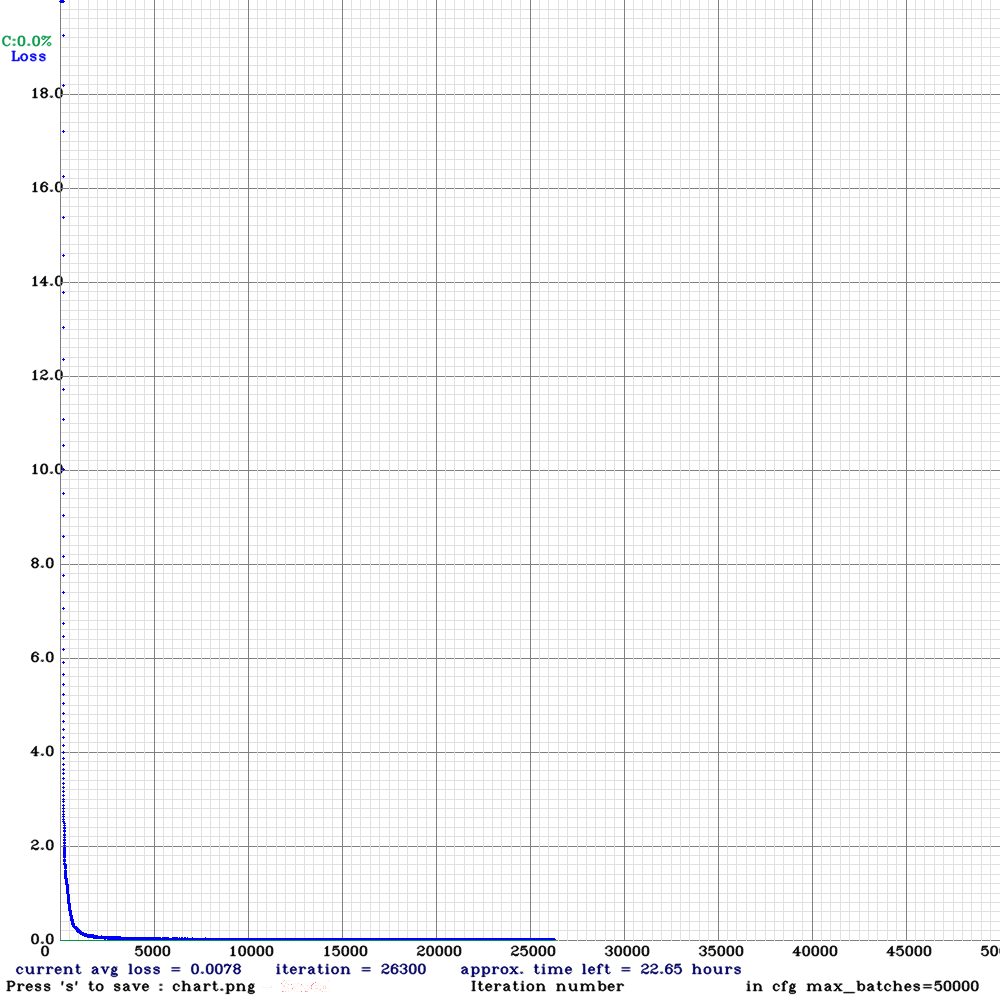 C:0.0%
Loss
18.0
16.0
14.0
12.0
10.0
8.0
6.0
4.0
2.0
0.0
0 5000 10000 15000 20000 25000 30000 35000 40000 45000
current avg loss = 0.0078 iteration = 26300 approx. time left = 22.65 hours
Press 's' to save : chart.png Iteration number in cfg max_batches=50000